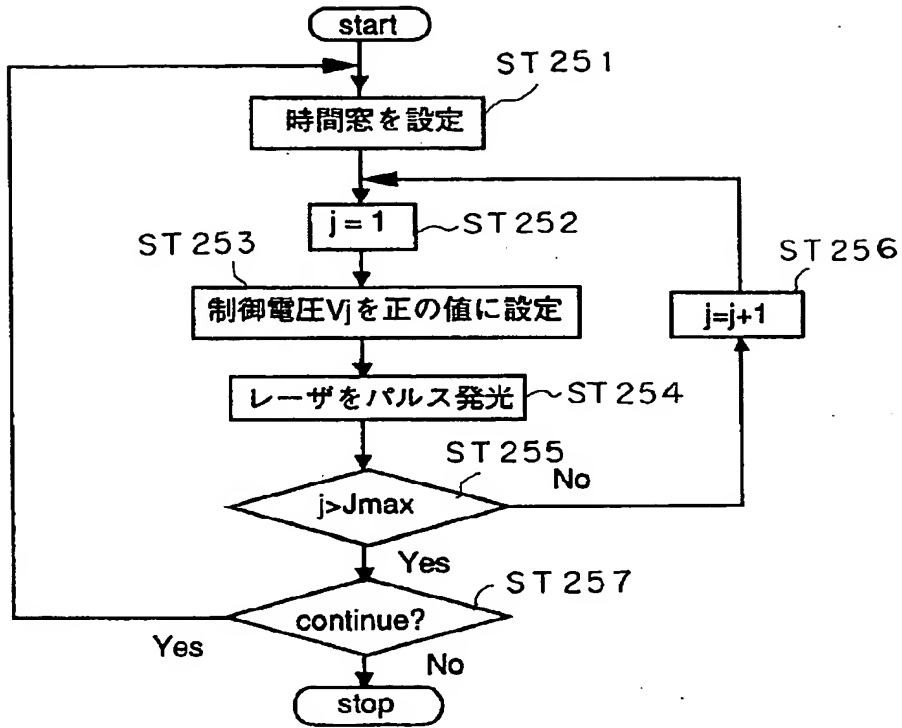 start
ST251
時間窓を設定
j = 1
ST252
ST253
制御電圧Vjを正の値に設定
ST256
j=j+1
レーザをパルス発光
ST254
ST255
No
j>Jmax
Yes
ST257
continue?
Yes
No
stop